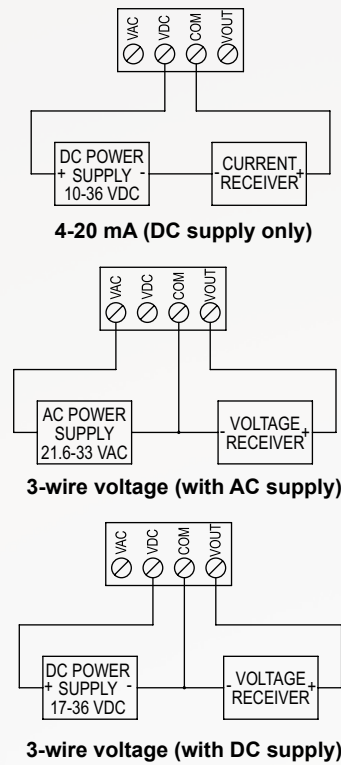 VAC VDC COM VOUT
DC POWER
+ SUPPLY -
10-36 VDC
CURRENT
- RECEIVER +
4-20 mA (DC supply only)
VAC VDC COM VOUT
AC POWER
SUPPLY
21.6-33 VAC
VOLTAGE
- RECEIVER +
3-wire voltage (with AC supply)
VAC VDC COM VOUT
DC POWER
+ SUPPLY -
17-36 VDC
VOLTAGE
- RECEIVER +
3-wire voltage (with DC supply)